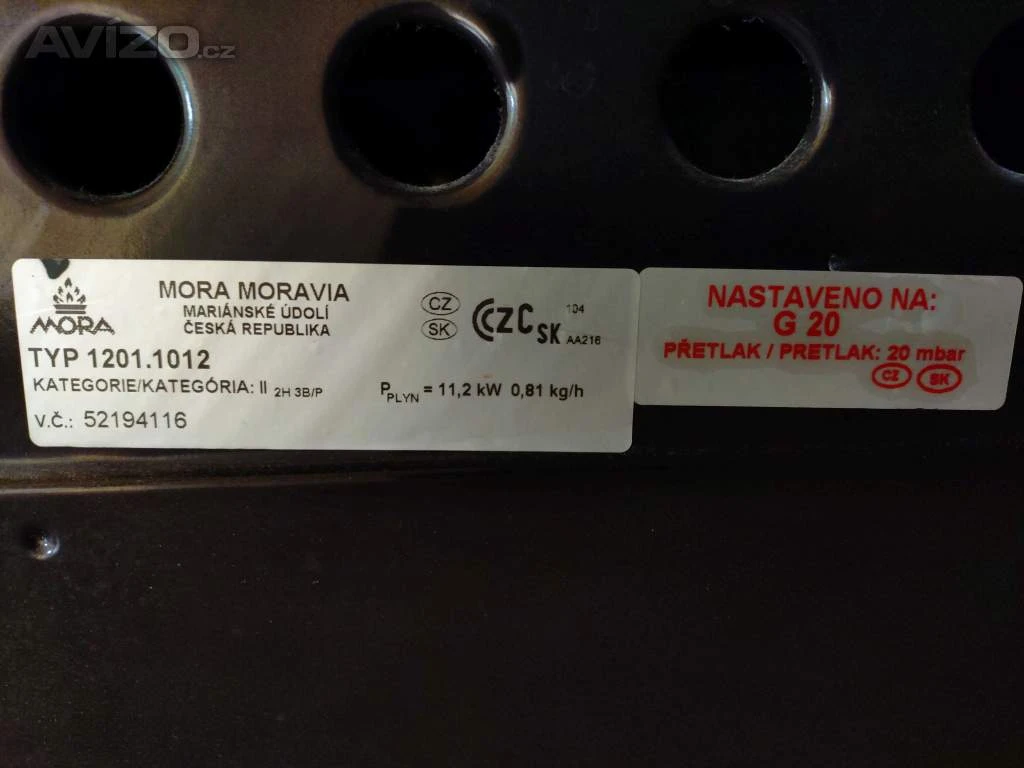 AVÍZO.cz
MORA
MORA MORAVIA
MARIÁNSKÉ ÚDOLÍ
ČESKÁ REPUBLIKA
CZ
SK
CZC SK
104
AA216
TYP 1201.1012
KATEGORIE/KATEGÓRIA: II 2H 3B/P
PPLYN = 11,2 kW 0,81 kg/h
V.Č.: 52194116
NASTAVENO NA:
G 20
PŘETLAK / PRETLAK: 20 mbar
CZ SK